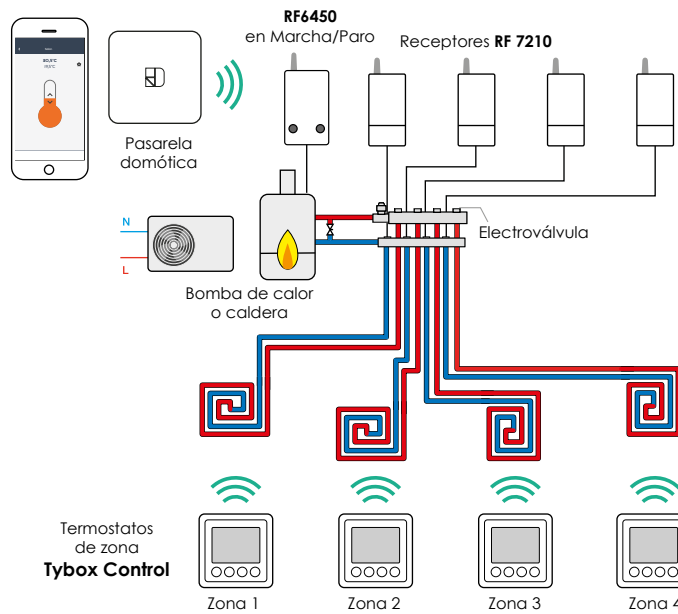 RF6450
en Marcha/Paro
Receptores RF 7210
Pasarela
domótica
N
L
Electroválvula
Bomba de calor
o caldera
Termostatos
de zona
Tybox Control
Zona 1
Zona 2
Zona 3
Zona 4